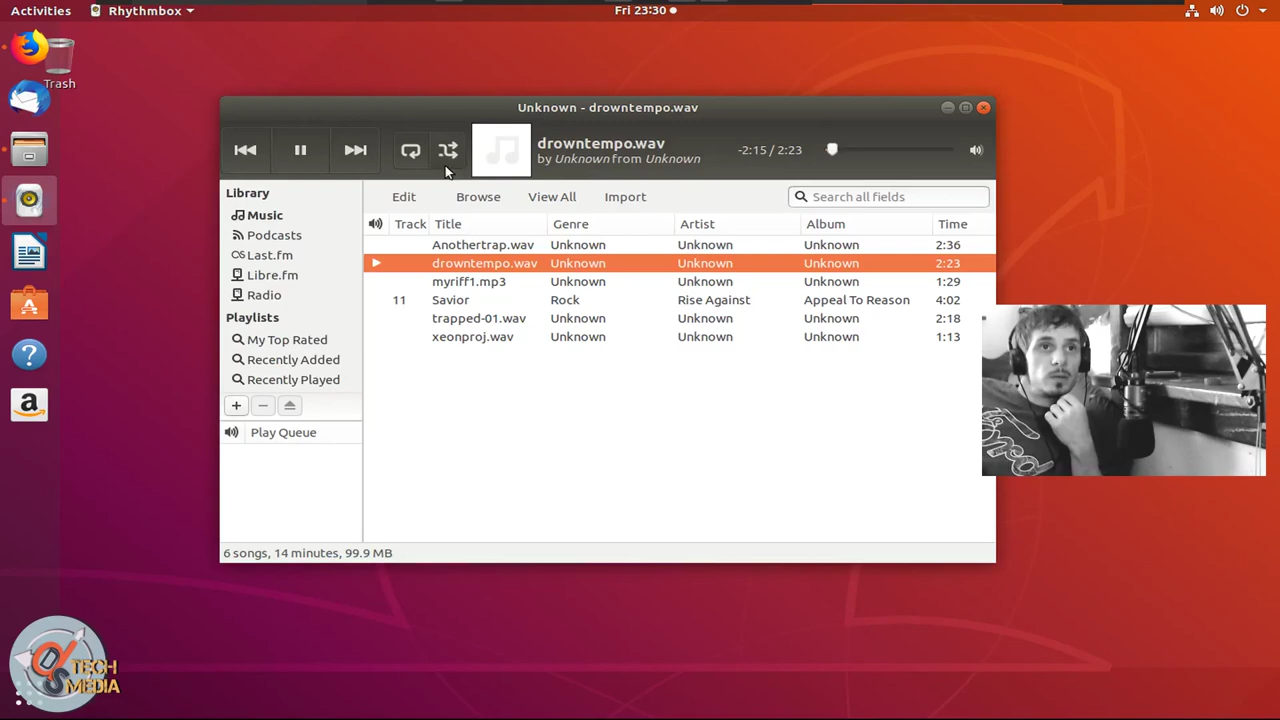 Activities
Rhythmbox
Fri 23:30
Trash
Unknown - drowntempo.wav
drowntempo.wav
by Unknown from Unknown
-2:15 / 2:23
Library
Music
Podcasts
Last.fm
Libre.fm
Radio
Playlists
My Top Rated
Recently Added
Recently Played
Play Queue
Edit Browse View All Import
Search all fields
Track Title Genre Artist Album Time
Anothertrap.wav Unknown Unknown Unknown 2:36
drowntempo.wav Unknown Unknown Unknown 2:23
myriff1.mp3 Unknown Unknown Unknown 1:29
11 Savior Rock Rise Against Appeal To Reason 4:02
trapped-01.wav Unknown Unknown Unknown 2:18
xeonproj.wav Unknown Unknown Unknown 1:13
6 songs, 14 minutes, 99.9 MB
TECH
MEDIA